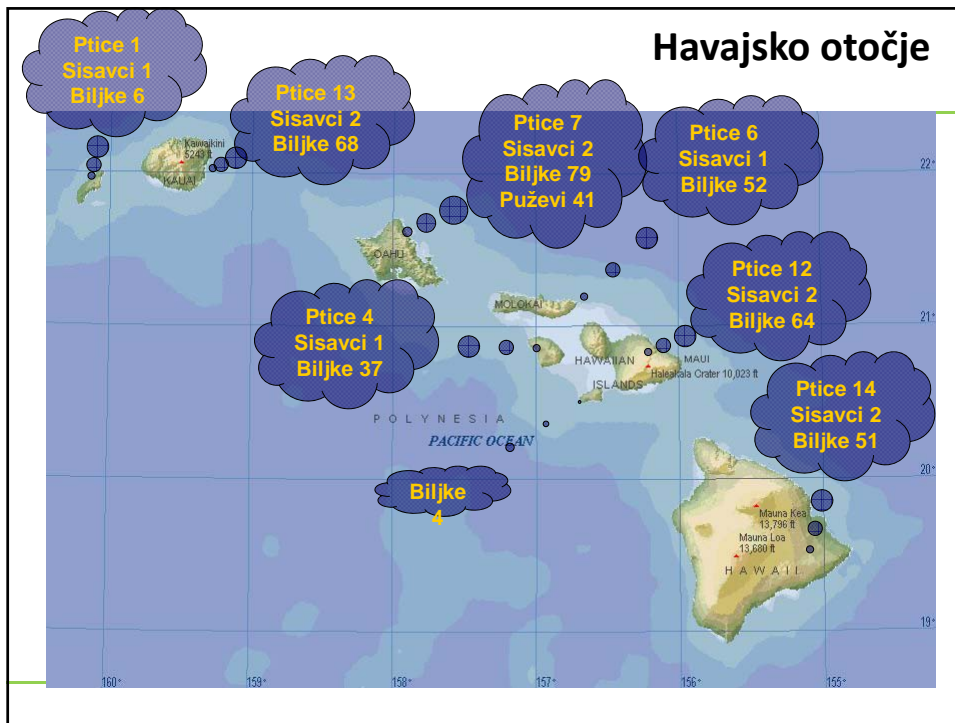 Havajsko otočje
Ptice 1
Sisavci 1
Biljke 6
Ptice 13
Sisavci 2
Biljke 68
Ptice 7
Sisavci 2
Biljke 79
Puževi 41
Ptice 6
Sisavci 1
Biljke 52
Kawaikini
5243 ft
KAUAI
22°
OAHU
Ptice 12
Sisavci 2
Biljke 64
MOLOKAI
Ptice 4
Sisavci 1
Biljke 37
21°
HAWAIIAN
ISLANDS
MAUI
Haleakala Crater 10,023 ft
Ptice 14
Sisavci 2
Biljke 51
POLYNESIA
PACIFIC OCEAN
20°
Biljke
4
Mauna Kea
13,796 ft
Mauna Loa
13,680 ft
HAWAII
19°
160°
159°
158°
157°
156°
155°